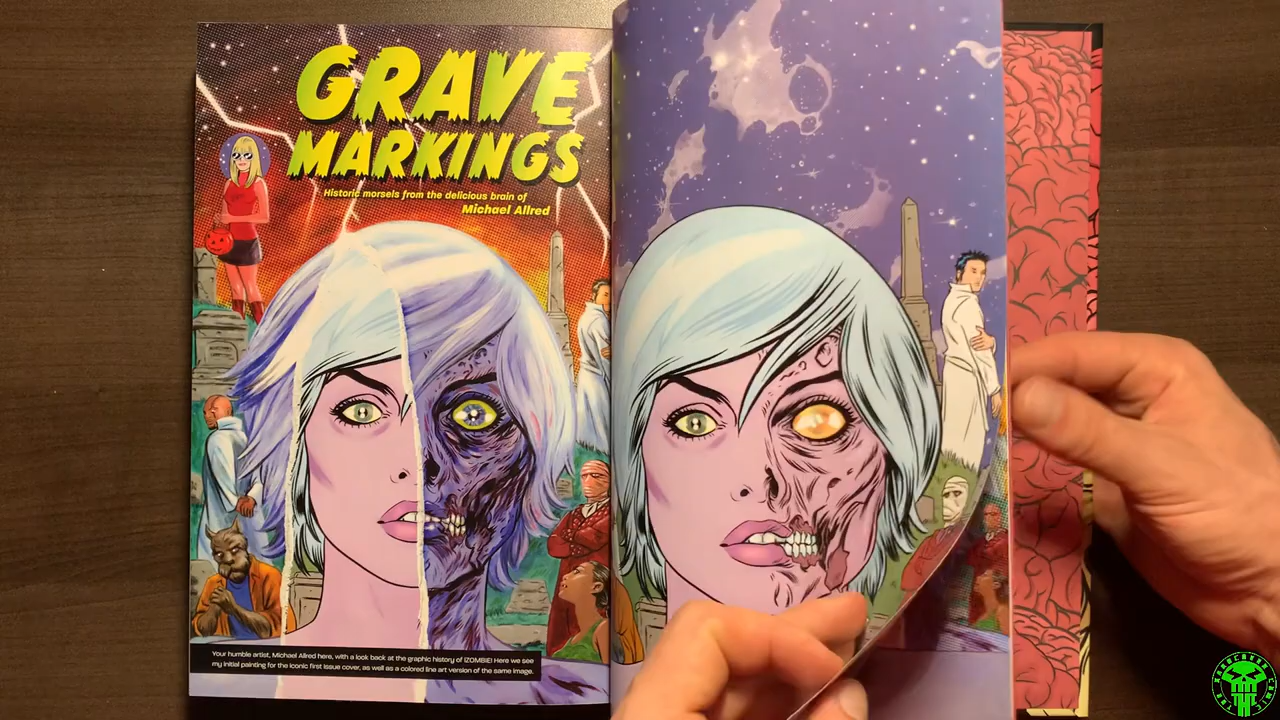 GRAVE
MARKINGS
Historic morsels from the delicious brain of
Michael Allred
Your humble artist, Michael Allred here, with a look back at the graphic history of iZOMBIE! Here we see
my initial painting for the iconic first issue cover, as well as a colored line art version of the same image.